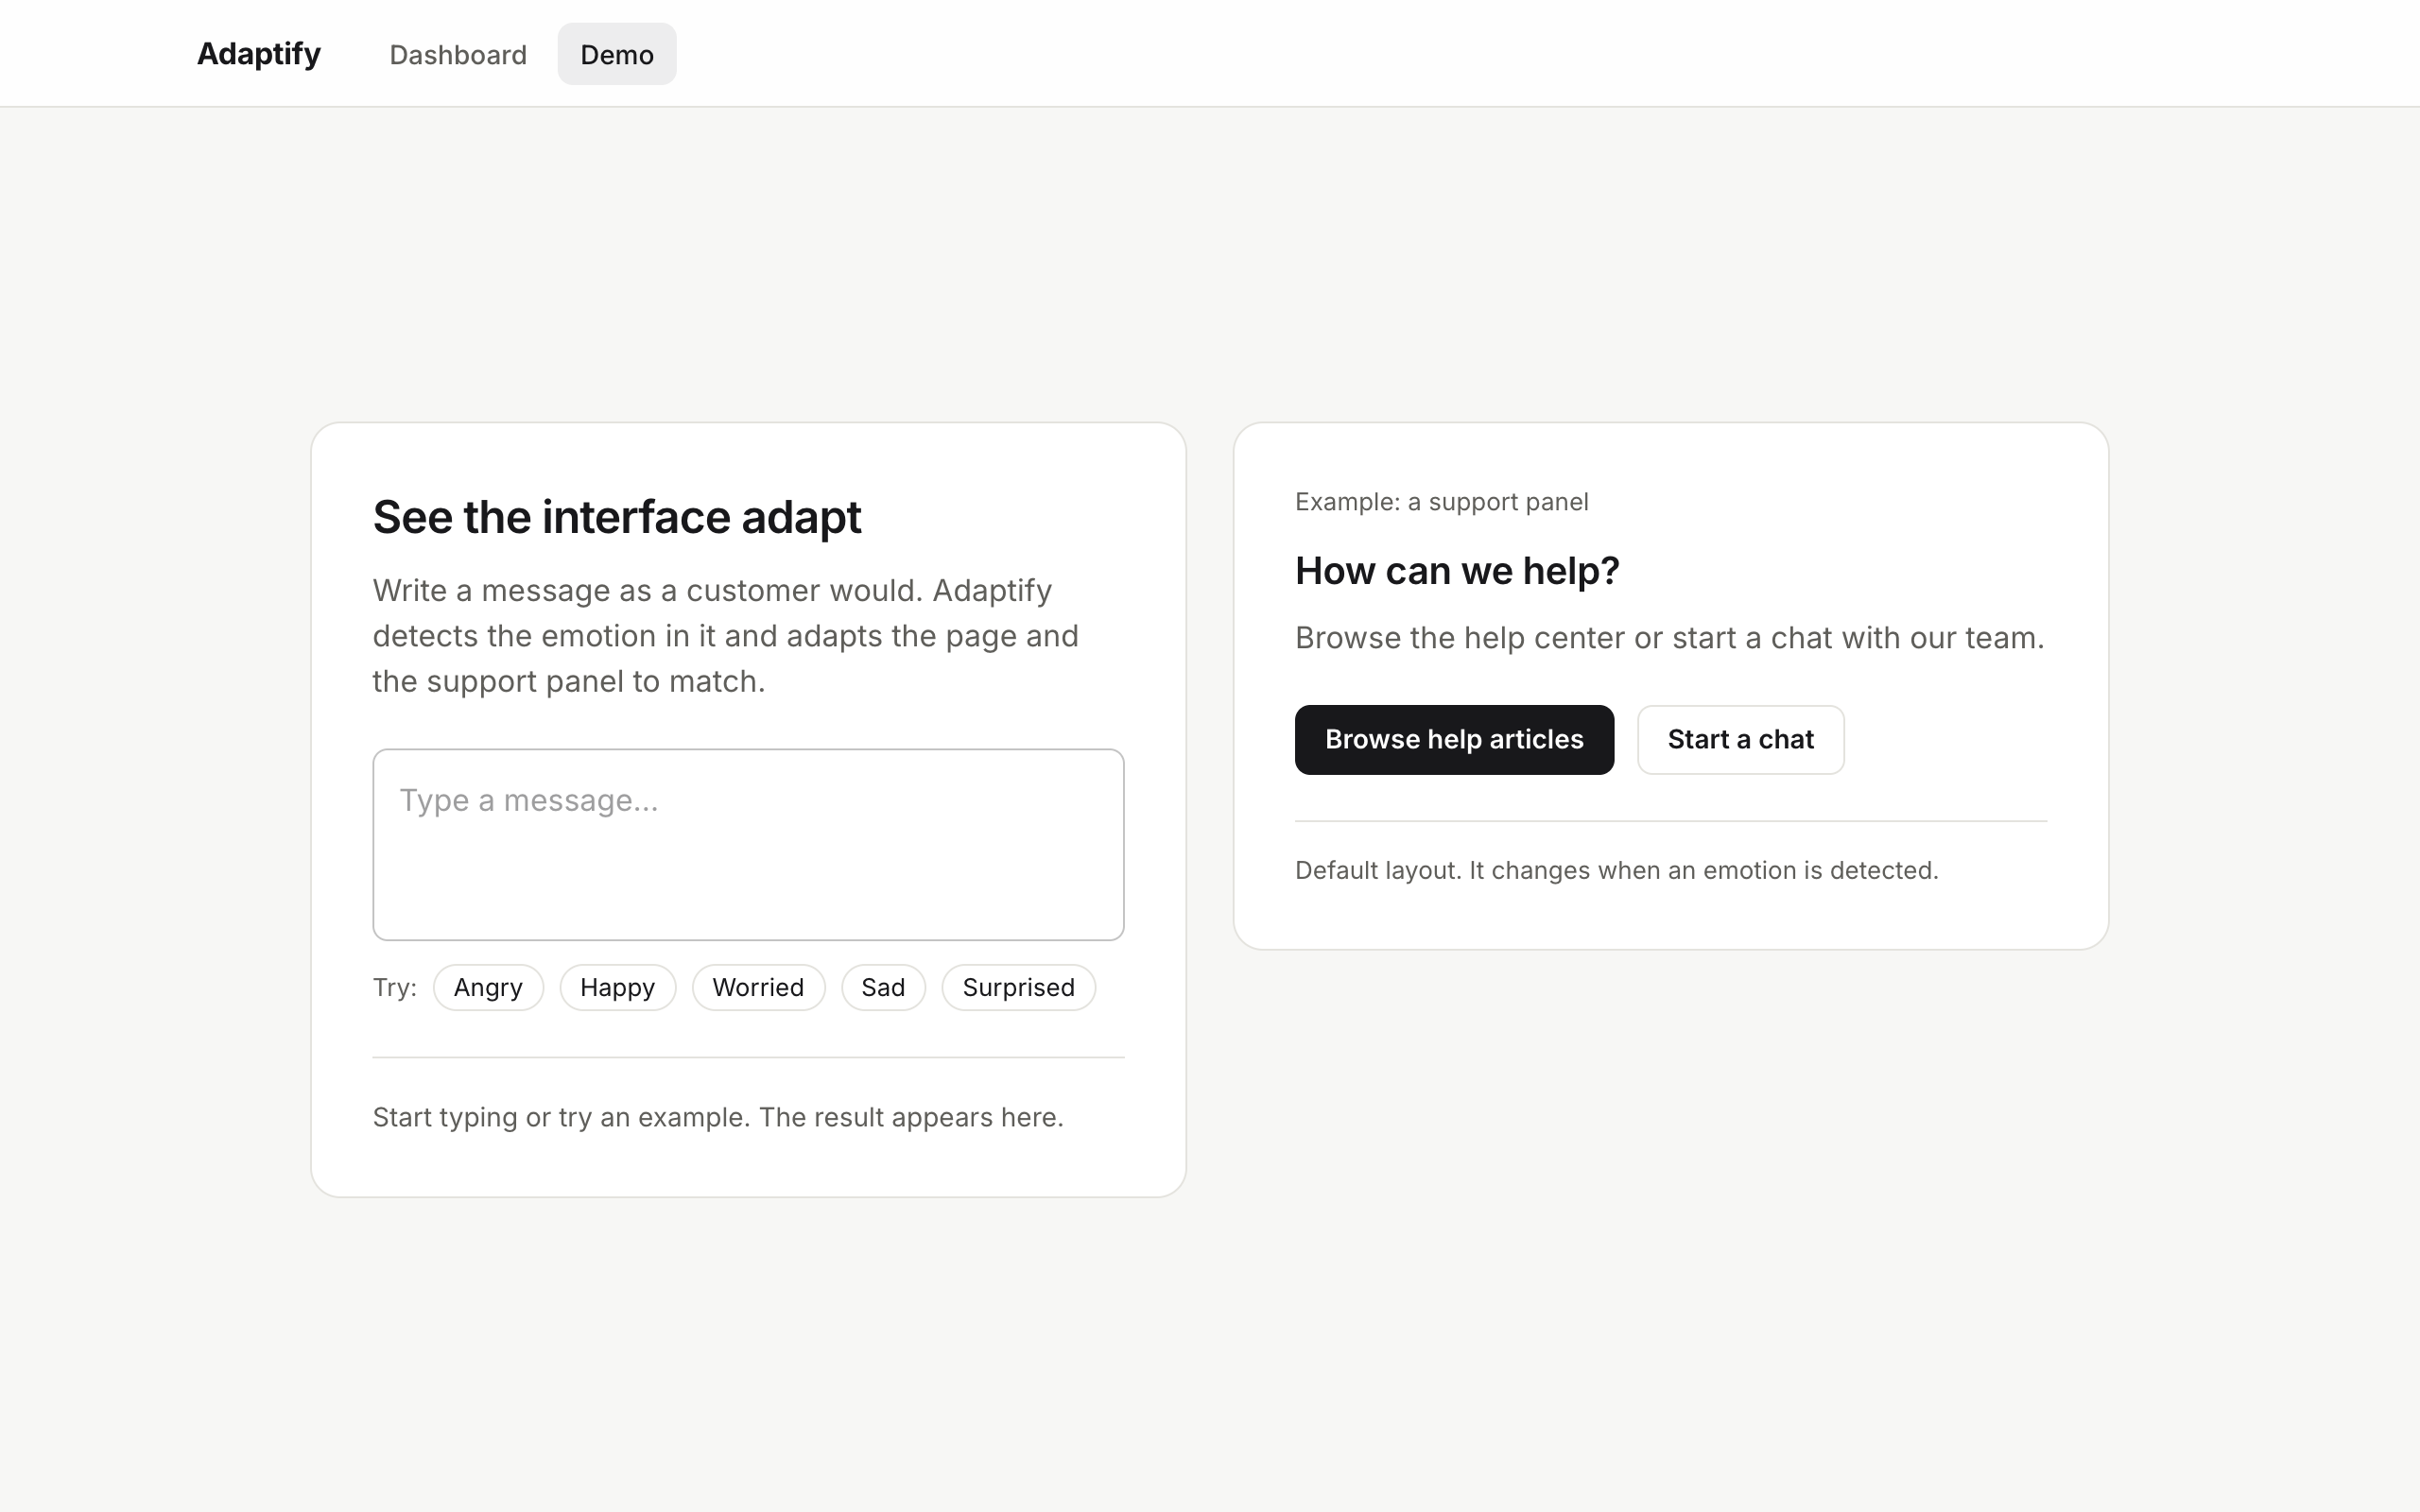 Adaptify
Dashboard
Demo
See the interface adapt
Write a message as a customer would. Adaptify
detects the emotion in it and adapts the page and
the support panel to match.
Type a message...
Try:
Angry
Happy
Worried
Sad
Surprised
Start typing or try an example. The result appears here.
Example: a support panel
How can we help?
Browse the help center or start a chat with our team.
Browse help articles
Start a chat
Default layout. It changes when an emotion is detected.